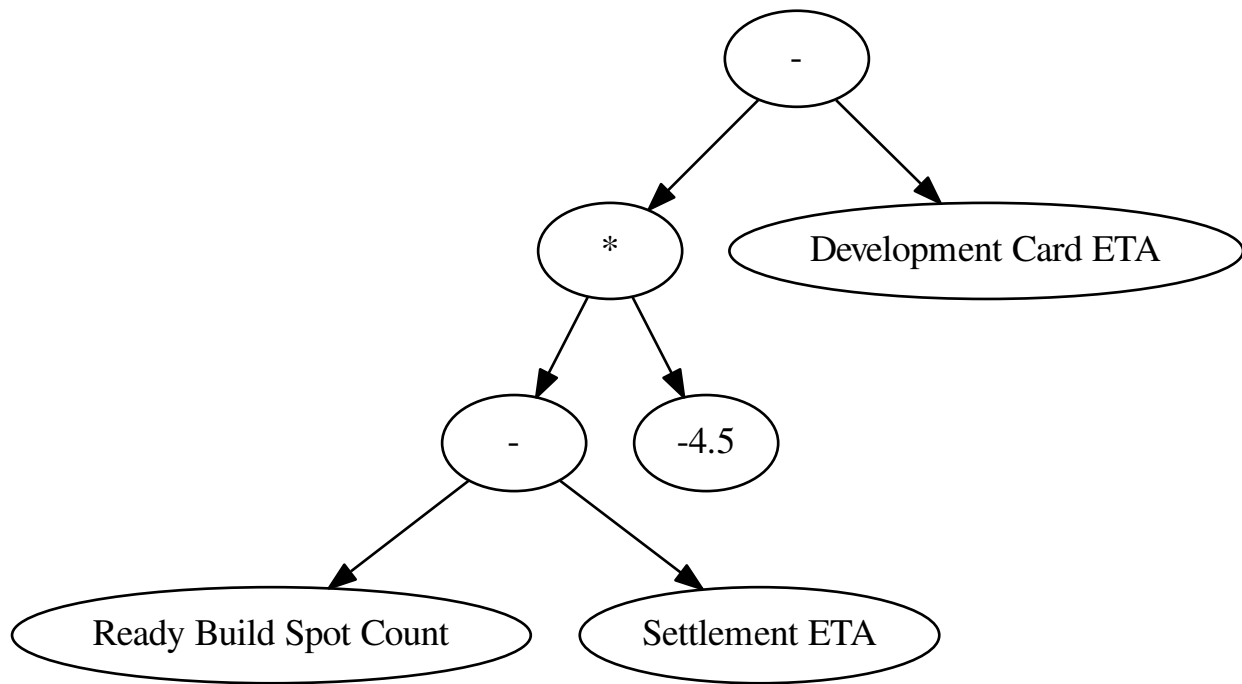 -
*
Development Card ETA
-
-4.5
Ready Build Spot Count
Settlement ETA